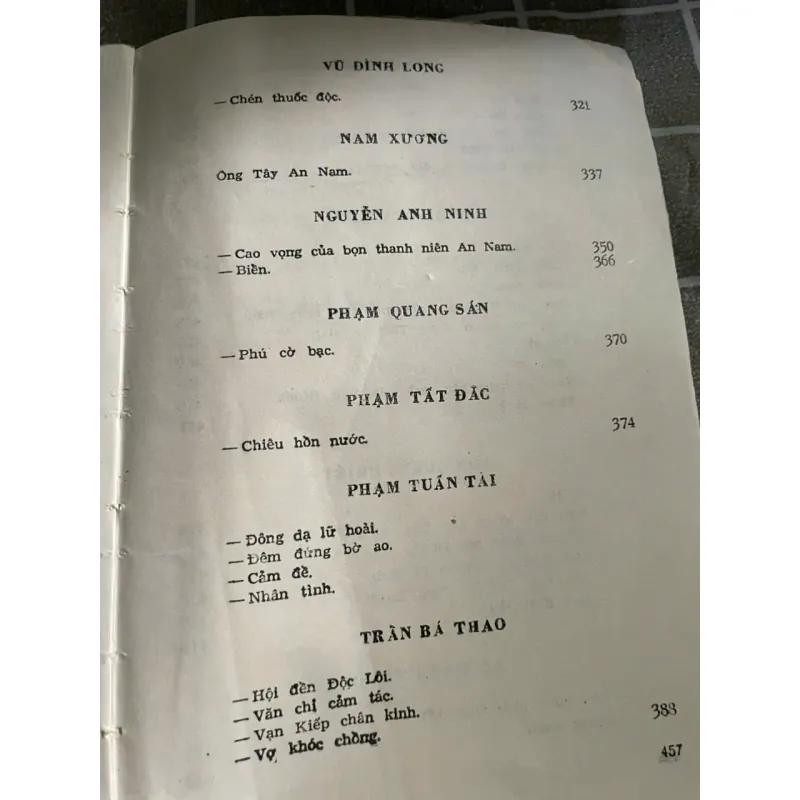 VŨ ĐÌNH LONG
— Chén thuốc độc. 321
NAM XƯƠNG
Ông Tây An Nam. 337
NGUYỄN ANH NINH
— Cao vọng của bọn thanh niên An Nam. 350
— Biển. 366
PHẠM QUANG SÁN
— Phú cờ bạc. 370
PHẠM TẤT ĐẮC
— Chiêu hồn nước. 374
PHẠM TUẤN TÀI
— Đông dạ lữ hoài.
— Đêm đứng bờ ao.
— Cảm đề.
— Nhân tình.
TRẦN BÁ THAO
— Hội đền Độc Lôi.
— Văn chỉ cảm tác.
— Vạn Kiếp chân kinh. 388
— Vợ khóc chồng.
457